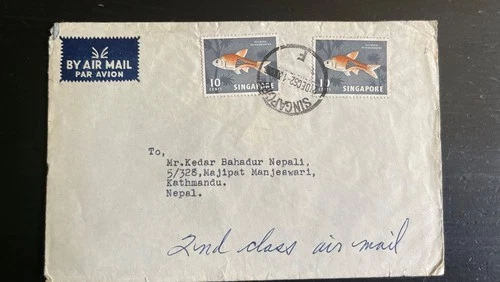 BY AIR MAIL
PAR AVION
10
CENTS
SINGAPORE
10
CENTS
SINGAPORE
SINGAPORE
F
To,
Mr.Kedar Bahadur Nepali,
5/328,Majipat Manjeswari,
Kathmandu.
Nepal.
2nd class air mail